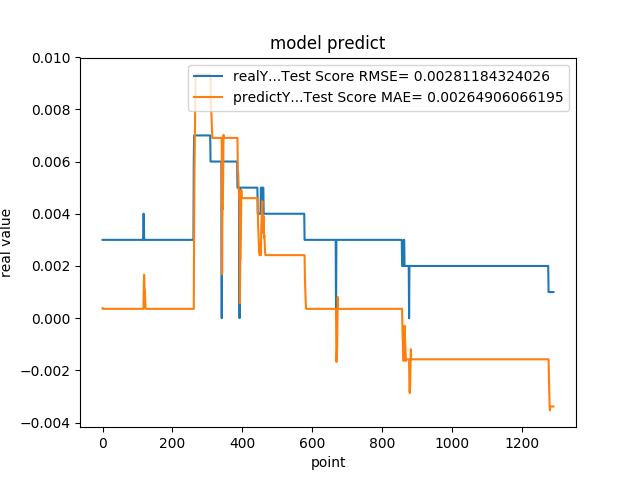 model predict
realY...Test Score RMSE= 0.00281184324026
predictY...Test Score MAE= 0.00264906066195
real value
0.010
0.008
0.006
0.004
0.002
0.000
−0.002
−0.004
0 200 400 600 800 1000 1200
point